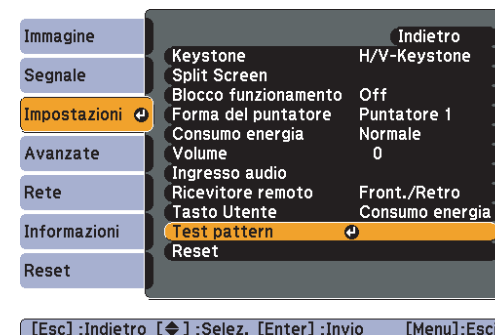 Immagine
Segnale
Impostazioni
Avanzate
Rete
Informazioni
Reset
Indietro
Keystone H/V-Keystone
Split Screen
Blocco funzionamento Off
Forma del puntatore Puntatore 1
Consumo energia Normale
Volume 0
Ingresso audio
Ricevitore remoto Front./Retro
Tasto Utente Consumo energia
Test pattern
Reset
[Esc] :Indietro [◆] :Selez. [Enter] :Invio [Menu]:Esc